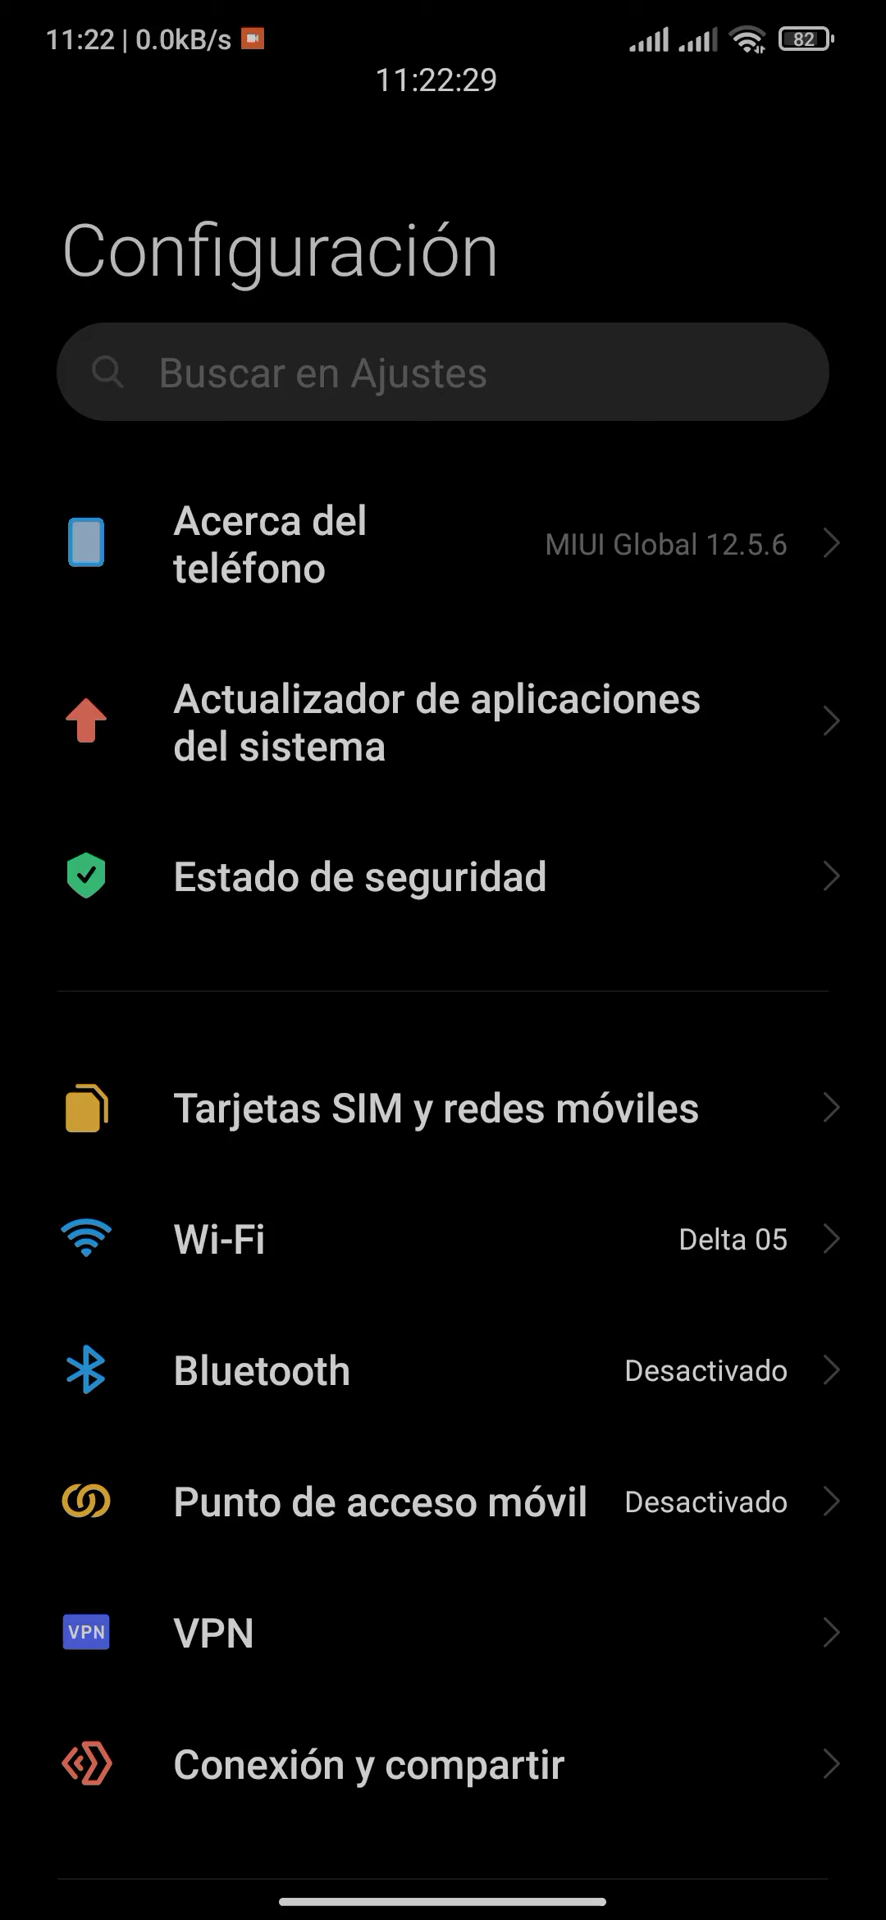 11:22 | 0.0kB/s 82
11:22:29
Configuración
Buscar en Ajustes
Acerca del
teléfono
MIUI Global 12.5.6
Actualizador de aplicaciones
del sistema
Estado de seguridad
Tarjetas SIM y redes móviles
Wi-Fi Delta 05
Bluetooth Desactivado
Punto de acceso móvil Desactivado
VPN VPN
Conexión y compartir